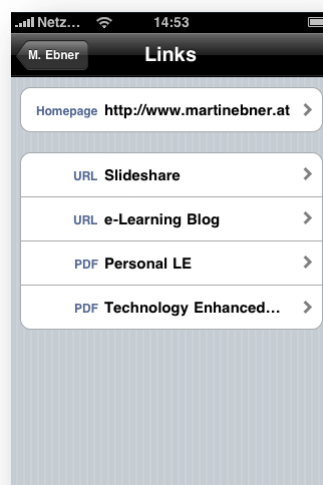 Netz... 14:53
M. Ebner Links
Homepage http://www.martinebner.at
URL Slideshare
URL e-Learning Blog
PDF Personal LE
PDF Technology Enhanced...